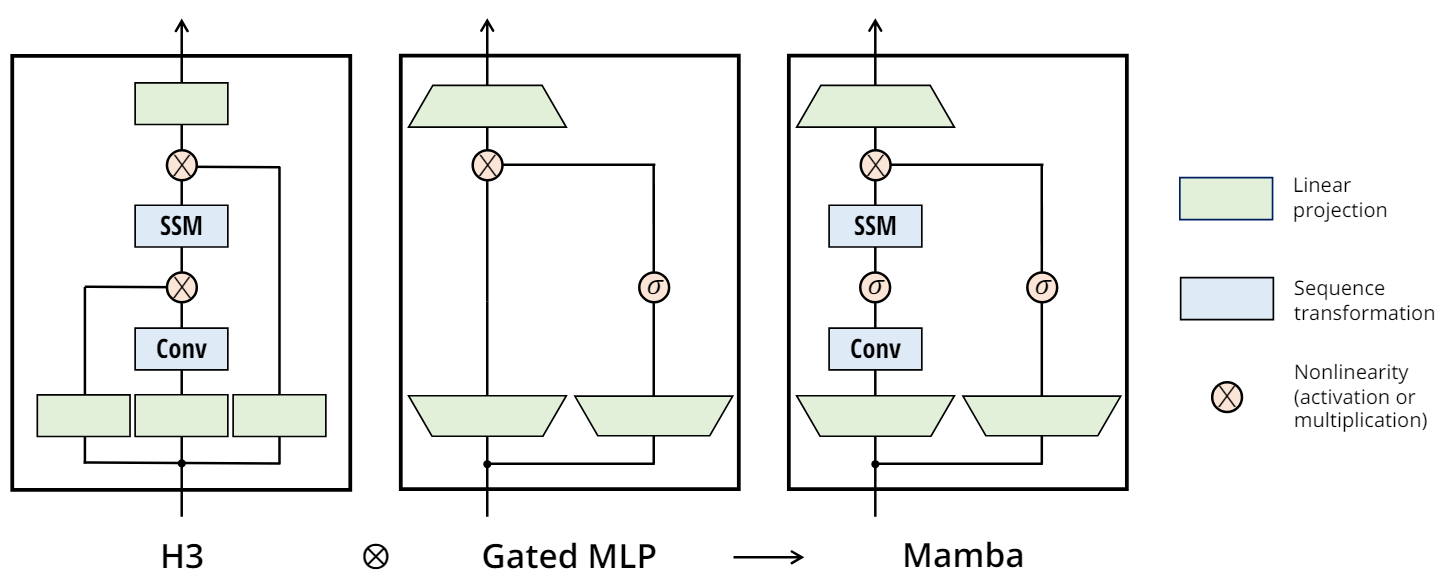 SSM
Conv
σ
SSM
σ
Conv
σ
Linear
projection
Sequence
transformation
Nonlinearity
(activation or
multiplication)
H3 ⊗ Gated MLP → Mamba